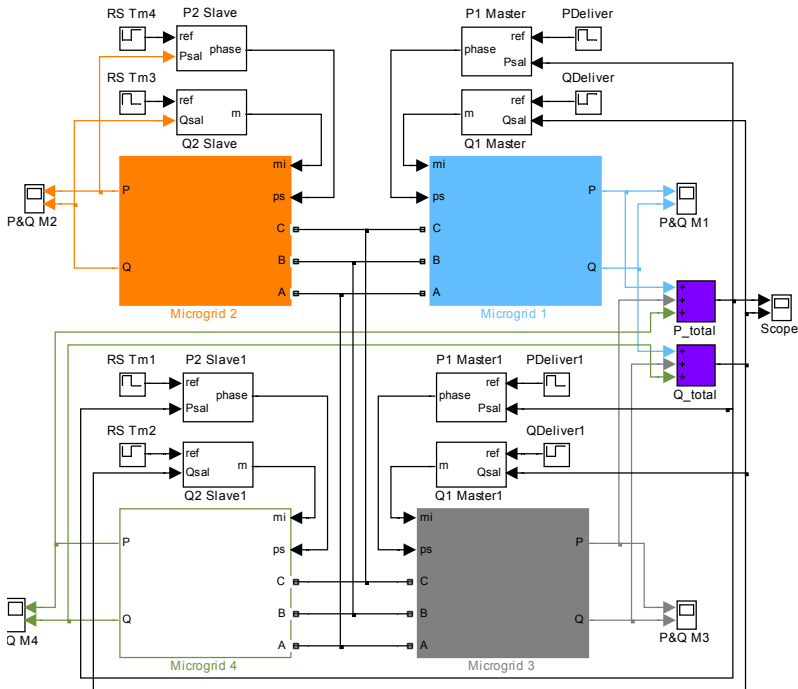 RS Tm4
P2 Slave
P1 Master
PDeliver
ref
Psal
phase
phase
ref
Psal
RS Tm3
QDeliver
ref
Qsal
m
m
ref
Qsal
Q2 Slave
Q1 Master
mi
mi
P
ps
ps
P
P&Q M2
C
C
P&Q M1
B
B
Q
Q
A
A
Microgrid 2
Microgrid 1
+
+
+
P_total
Scope
+
+
+
Q_total
RS Tm1
P2 Slave1
P1 Master1
PDeliver1
ref
Psal
phase
phase
ref
Psal
RS Tm2
QDeliver1
ref
Qsal
m
m
ref
Qsal
Q2 Slave1
Q1 Master1
mi
mi
P
ps
ps
P
C
C
Q
B
B
Q
Q M4
A
A
P&Q M3
Microgrid 4
Microgrid 3